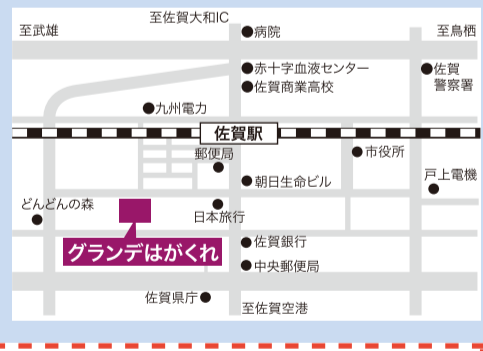 至佐賀大和IC
至武雄
病院
至鳥栖
赤十字血液センター
佐賀
警察署
佐賀商業高校
九州電力
佐賀駅
郵便局
市役所
朝日生命ビル
戸上電機
どんどんの森
日本旅行
グランデはがくれ
佐賀銀行
中央郵便局
佐賀県庁
至佐賀空港